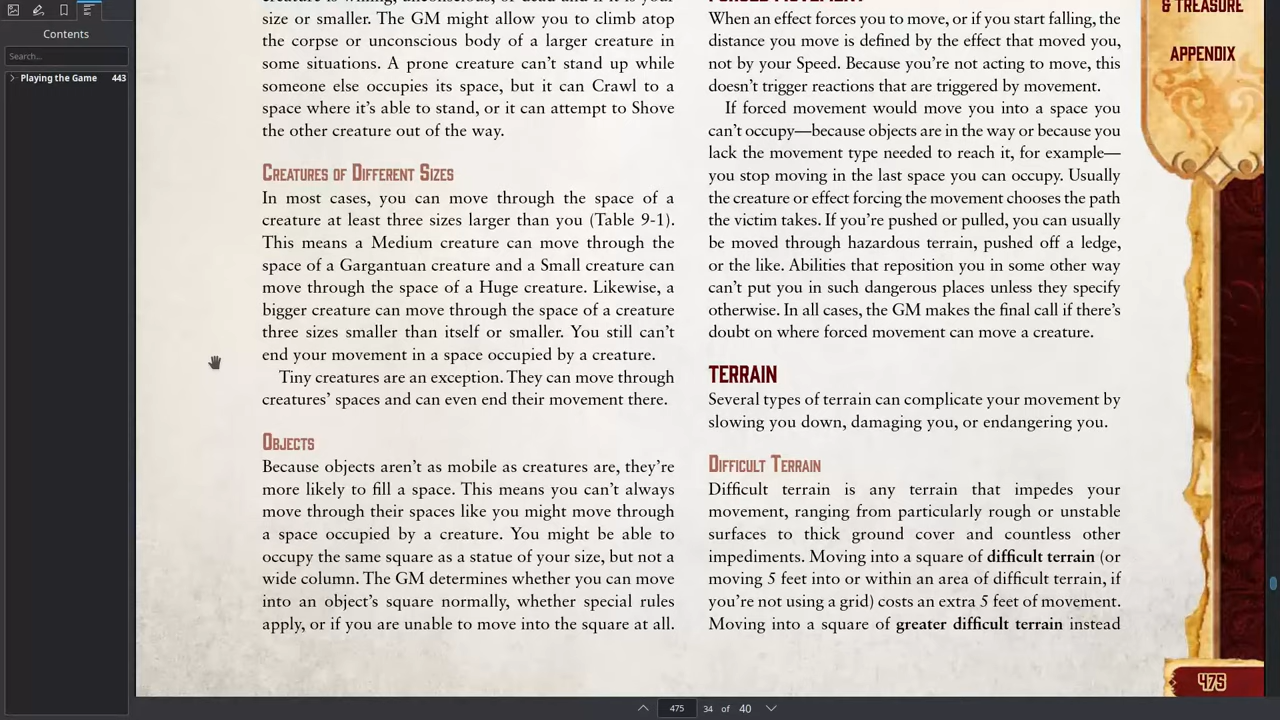 Contents
Search...
Playing the Game 443
creature is willing, unconscious, or dead and if it is your
size or smaller. The GM might allow you to climb atop
the corpse or unconscious body of a larger creature in
some situations. A prone creature can't stand up while
someone else occupies its space, but it can Crawl to a
space where it's able to stand, or it can attempt to Shove
the other creature out of the way.
Creatures of Different Sizes
In most cases, you can move through the space of a
creature at least three sizes larger than you (Table 9-1).
This means a Medium creature can move through the
space of a Gargantuan creature and a Small creature can
move through the space of a Huge creature. Likewise, a
bigger creature can move through the space of a creature
three sizes smaller than itself or smaller. You still can't
end your movement in a space occupied by a creature.
Tiny creatures are an exception. They can move through
creatures' spaces and can even end their movement there.
Objects
Because objects aren't as mobile as creatures are, they're
more likely to fill a space. This means you can't always
move through their spaces like you might move through
a space occupied by a creature. You might be able to
occupy the same square as a statue of your size, but not a
wide column. The GM determines whether you can move
into an object's square normally, whether special rules
apply, or if you are unable to move into the square at all.
FORCED MOVEMENT
When an effect forces you to move, or if you start falling, the
distance you move is defined by the effect that moved you,
not by your Speed. Because you're not acting to move, this
doesn't trigger reactions that are triggered by movement.
If forced movement would move you into a space you
can't occupy—because objects are in the way or because you
lack the movement type needed to reach it, for example—
you stop moving in the last space you can occupy. Usually
the creature or effect forcing the movement chooses the path
the victim takes. If you're pushed or pulled, you can usually
be moved through hazardous terrain, pushed off a ledge,
or the like. Abilities that reposition you in some other way
can't put you in such dangerous places unless they specify
otherwise. In all cases, the GM makes the final call if there's
doubt on where forced movement can move a creature.
TERRAIN
Several types of terrain can complicate your movement by
slowing you down, damaging you, or endangering you.
Difficult Terrain
Difficult terrain is any terrain that impedes your
movement, ranging from particularly rough or unstable
surfaces to thick ground cover and countless other
impediments. Moving into a square of difficult terrain (or
moving 5 feet into or within an area of difficult terrain, if
you're not using a grid) costs an extra 5 feet of movement.
Moving into a square of greater difficult terrain instead
& TREASURE
APPENDIX
475
475 34 of 40